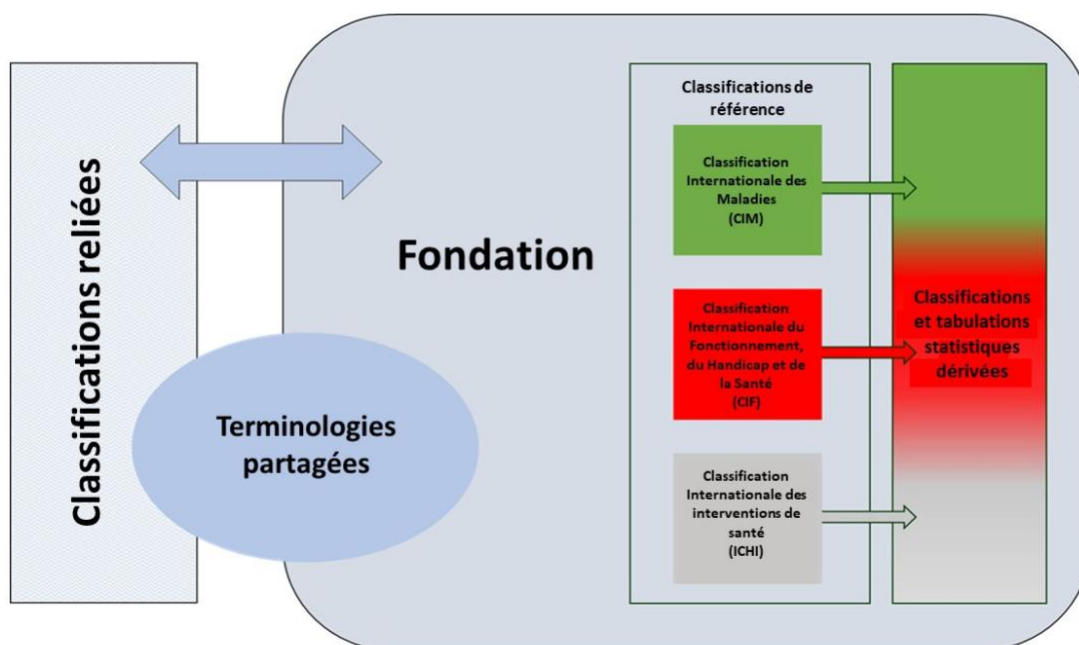 Classifications reliées
Fondation
Terminologies
partagées
Classifications de
référence
Classification
Internationale des
Maladies
(CIM)
Classification
Internationale du
Fonctionnement,
du Handicap et de
la Santé
(CIF)
Classification
Internationale des
interventions de
santé
(ICHI)
Classifications
et tabulations
statistiques
dérivées